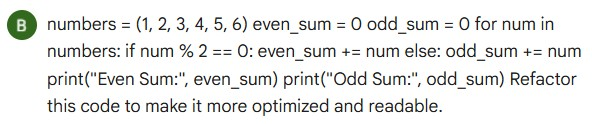 B numbers = (1, 2, 3, 4, 5, 6) even_sum = 0 odd_sum = 0 for num in
numbers: if num % 2 == 0: even_sum += num else: odd_sum += num
print("Even Sum:", even_sum) print("Odd Sum:", odd_sum) Refactor
this code to make it more optimized and readable.